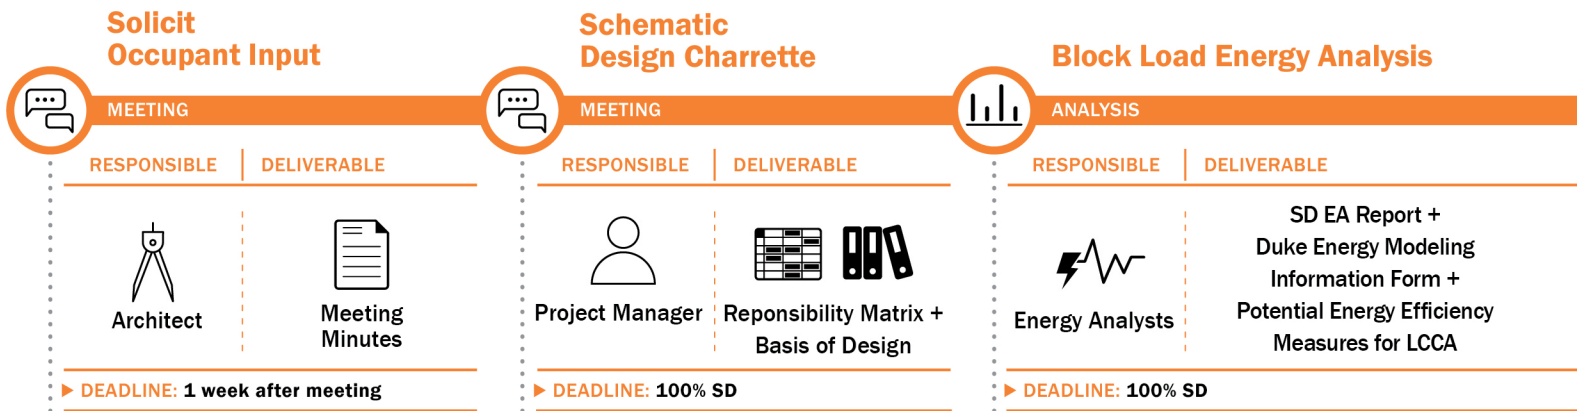 Solicit
Occupant Input
MEETING
RESPONSIBLE
DELIVERABLE
Architect
Meeting
Minutes
DEADLINE: 1 week after meeting
Schematic
Design Charrette
MEETING
RESPONSIBLE
DELIVERABLE
Project Manager
Reponsibility Matrix +
Basis of Design
DEADLINE: 100% SD
Block Load Energy Analysis
ANALYSIS
RESPONSIBLE
DELIVERABLE
Energy Analysts
SD EA Report +
Duke Energy Modeling
Information Form +
Potential Energy Efficiency
Measures for LCCA
DEADLINE: 100% SD